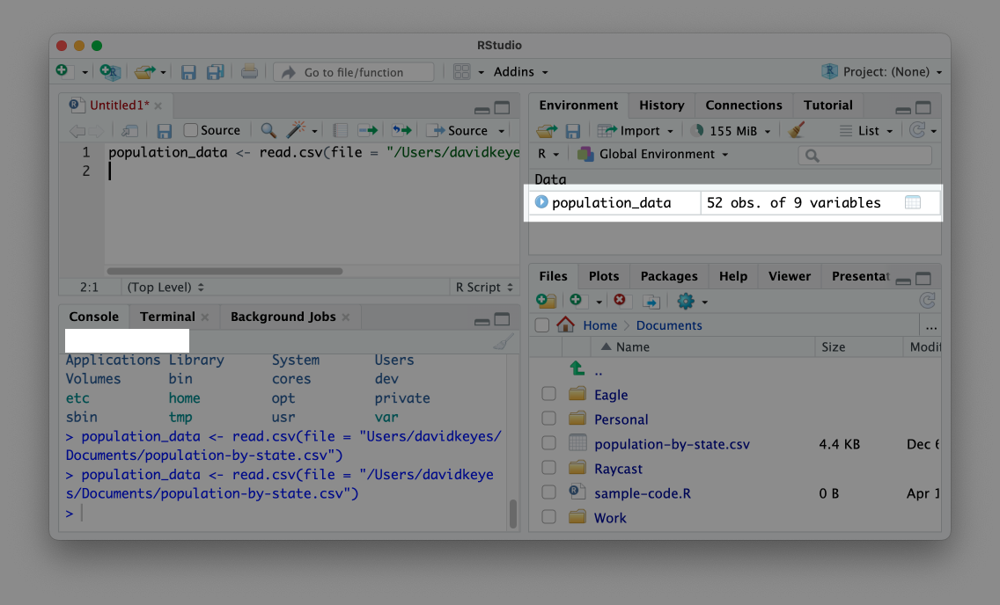 RStudio
Go to file/function
Addins
Project: (None)
Untitled1*
Source
Source
1 population_data <- read.csv(file = "/Users/davidkeye
2
2:1 (Top Level) R Script
Console Terminal Background Jobs
Applications Library System Users
Volumes bin cores dev
etc home opt private
sbin tmp usr var
> population_data <- read.csv(file = "Users/davidkeyes/
Documents/population-by-state.csv")
> population_data <- read.csv(file = "/Users/davidkeye
s/Documents/population-by-state.csv")
>
Environment History Connections Tutorial
Import 155 MiB List
R Global Environment
Data
population_data 52 obs. of 9 variables
Files Plots Packages Help Viewer Presentat
Home Documents ...
Name Size Modif
..
Eagle
Personal
population-by-state.csv 4.4 KB Dec 6
Raycast
sample-code.R 0 B Apr 1
Work